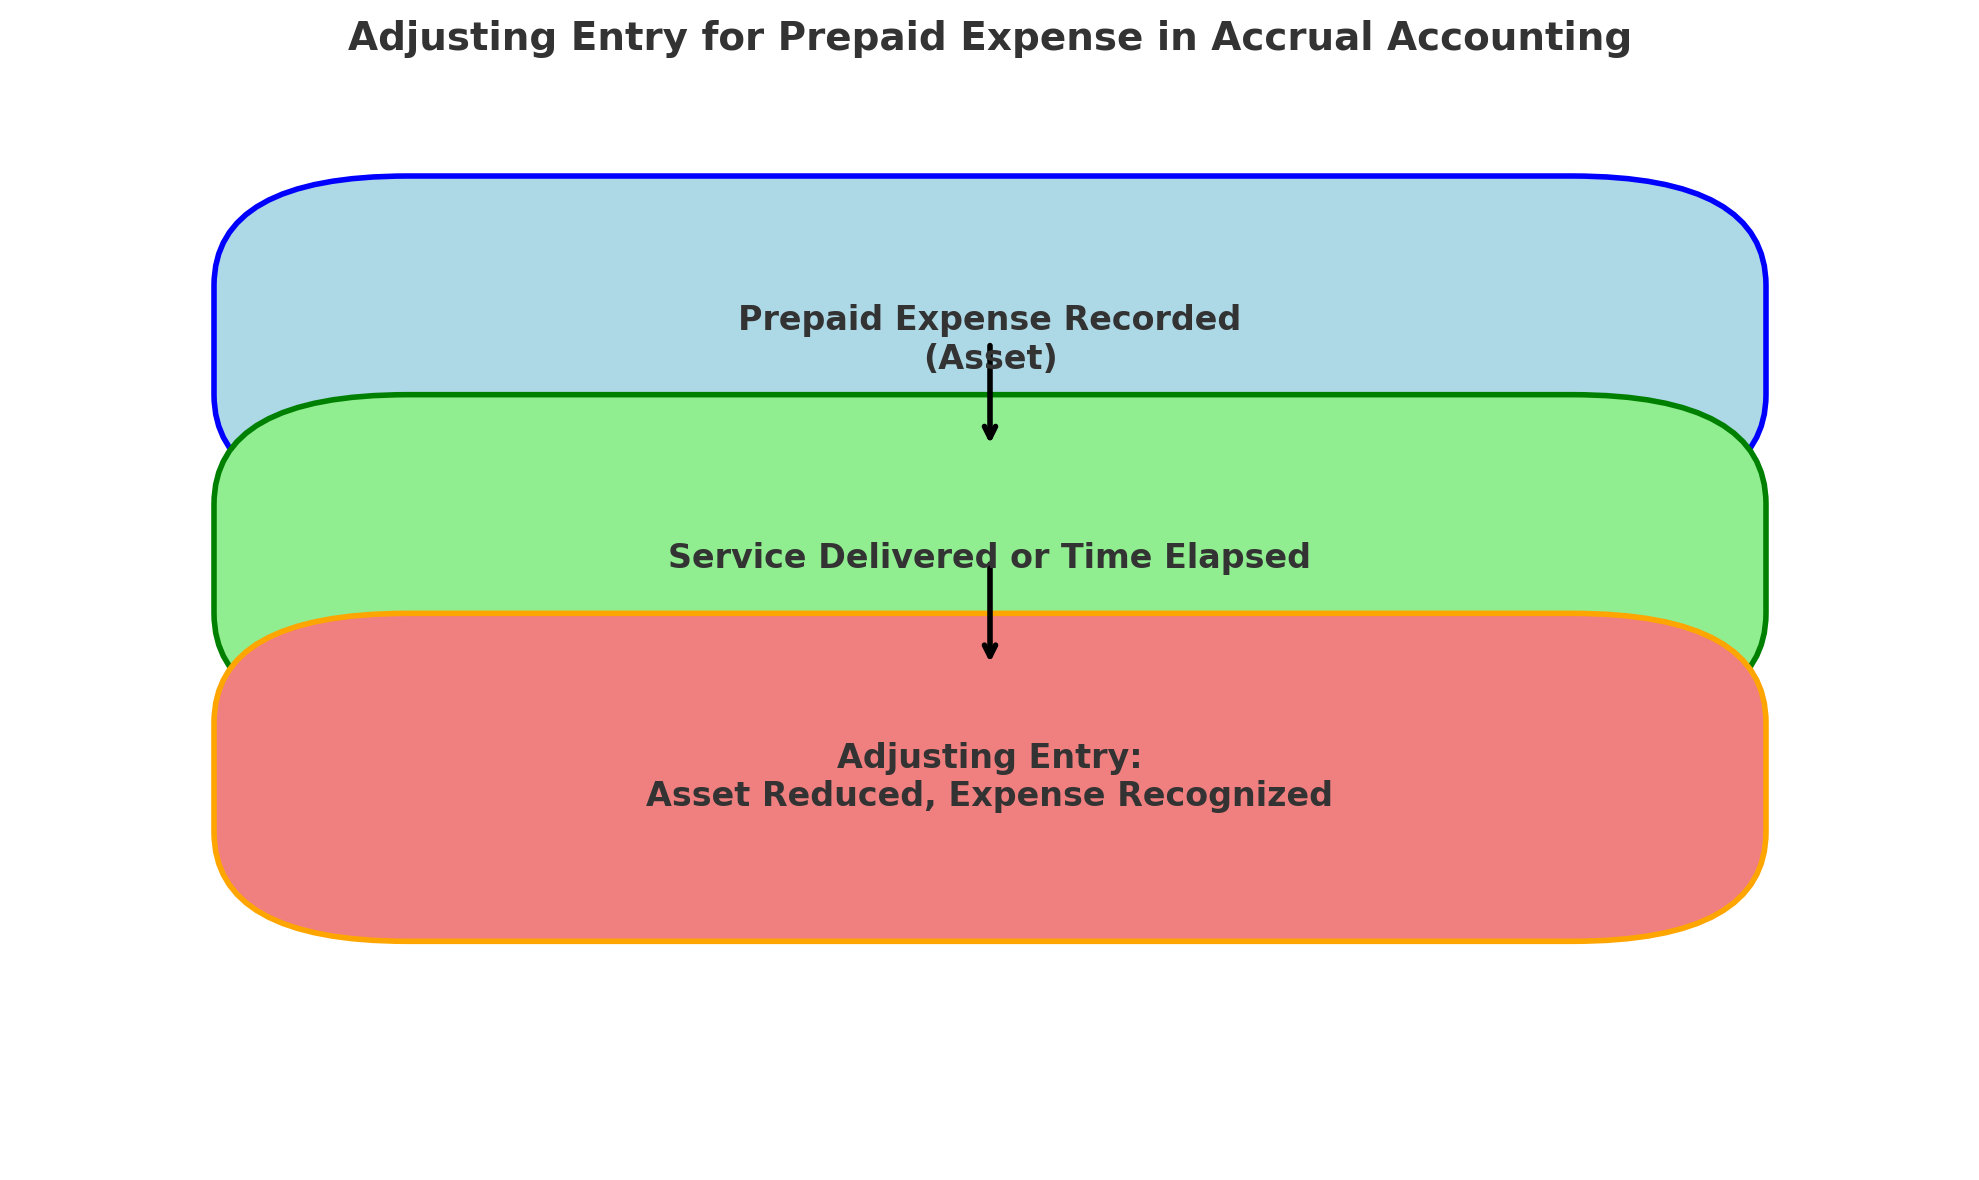 Adjusting Entry for Prepaid Expense in Accrual Accounting
Prepaid Expense Recorded
(Asset)
Service Delivered or Time Elapsed
Adjusting Entry:
Asset Reduced, Expense Recognized